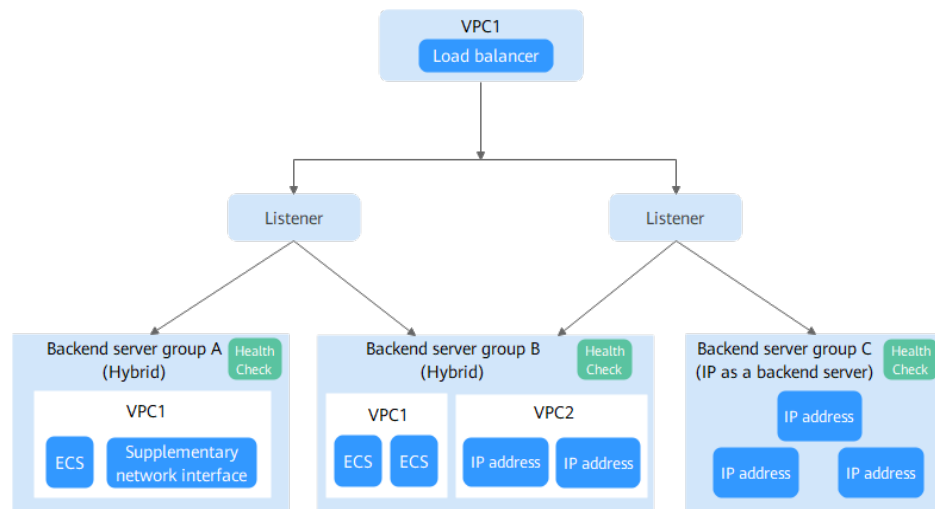 VPC1
Load balancer
Listener
Listener
Backend server group A
(Hybrid)
Health
Check
VPC1
ECS
Supplementary
network interface
Backend server group B
(Hybrid)
Health
Check
VPC1
ECS
ECS
VPC2
IP address
IP address
Backend server group C
(IP as a backend server)
Health
Check
IP address
IP address
IP address